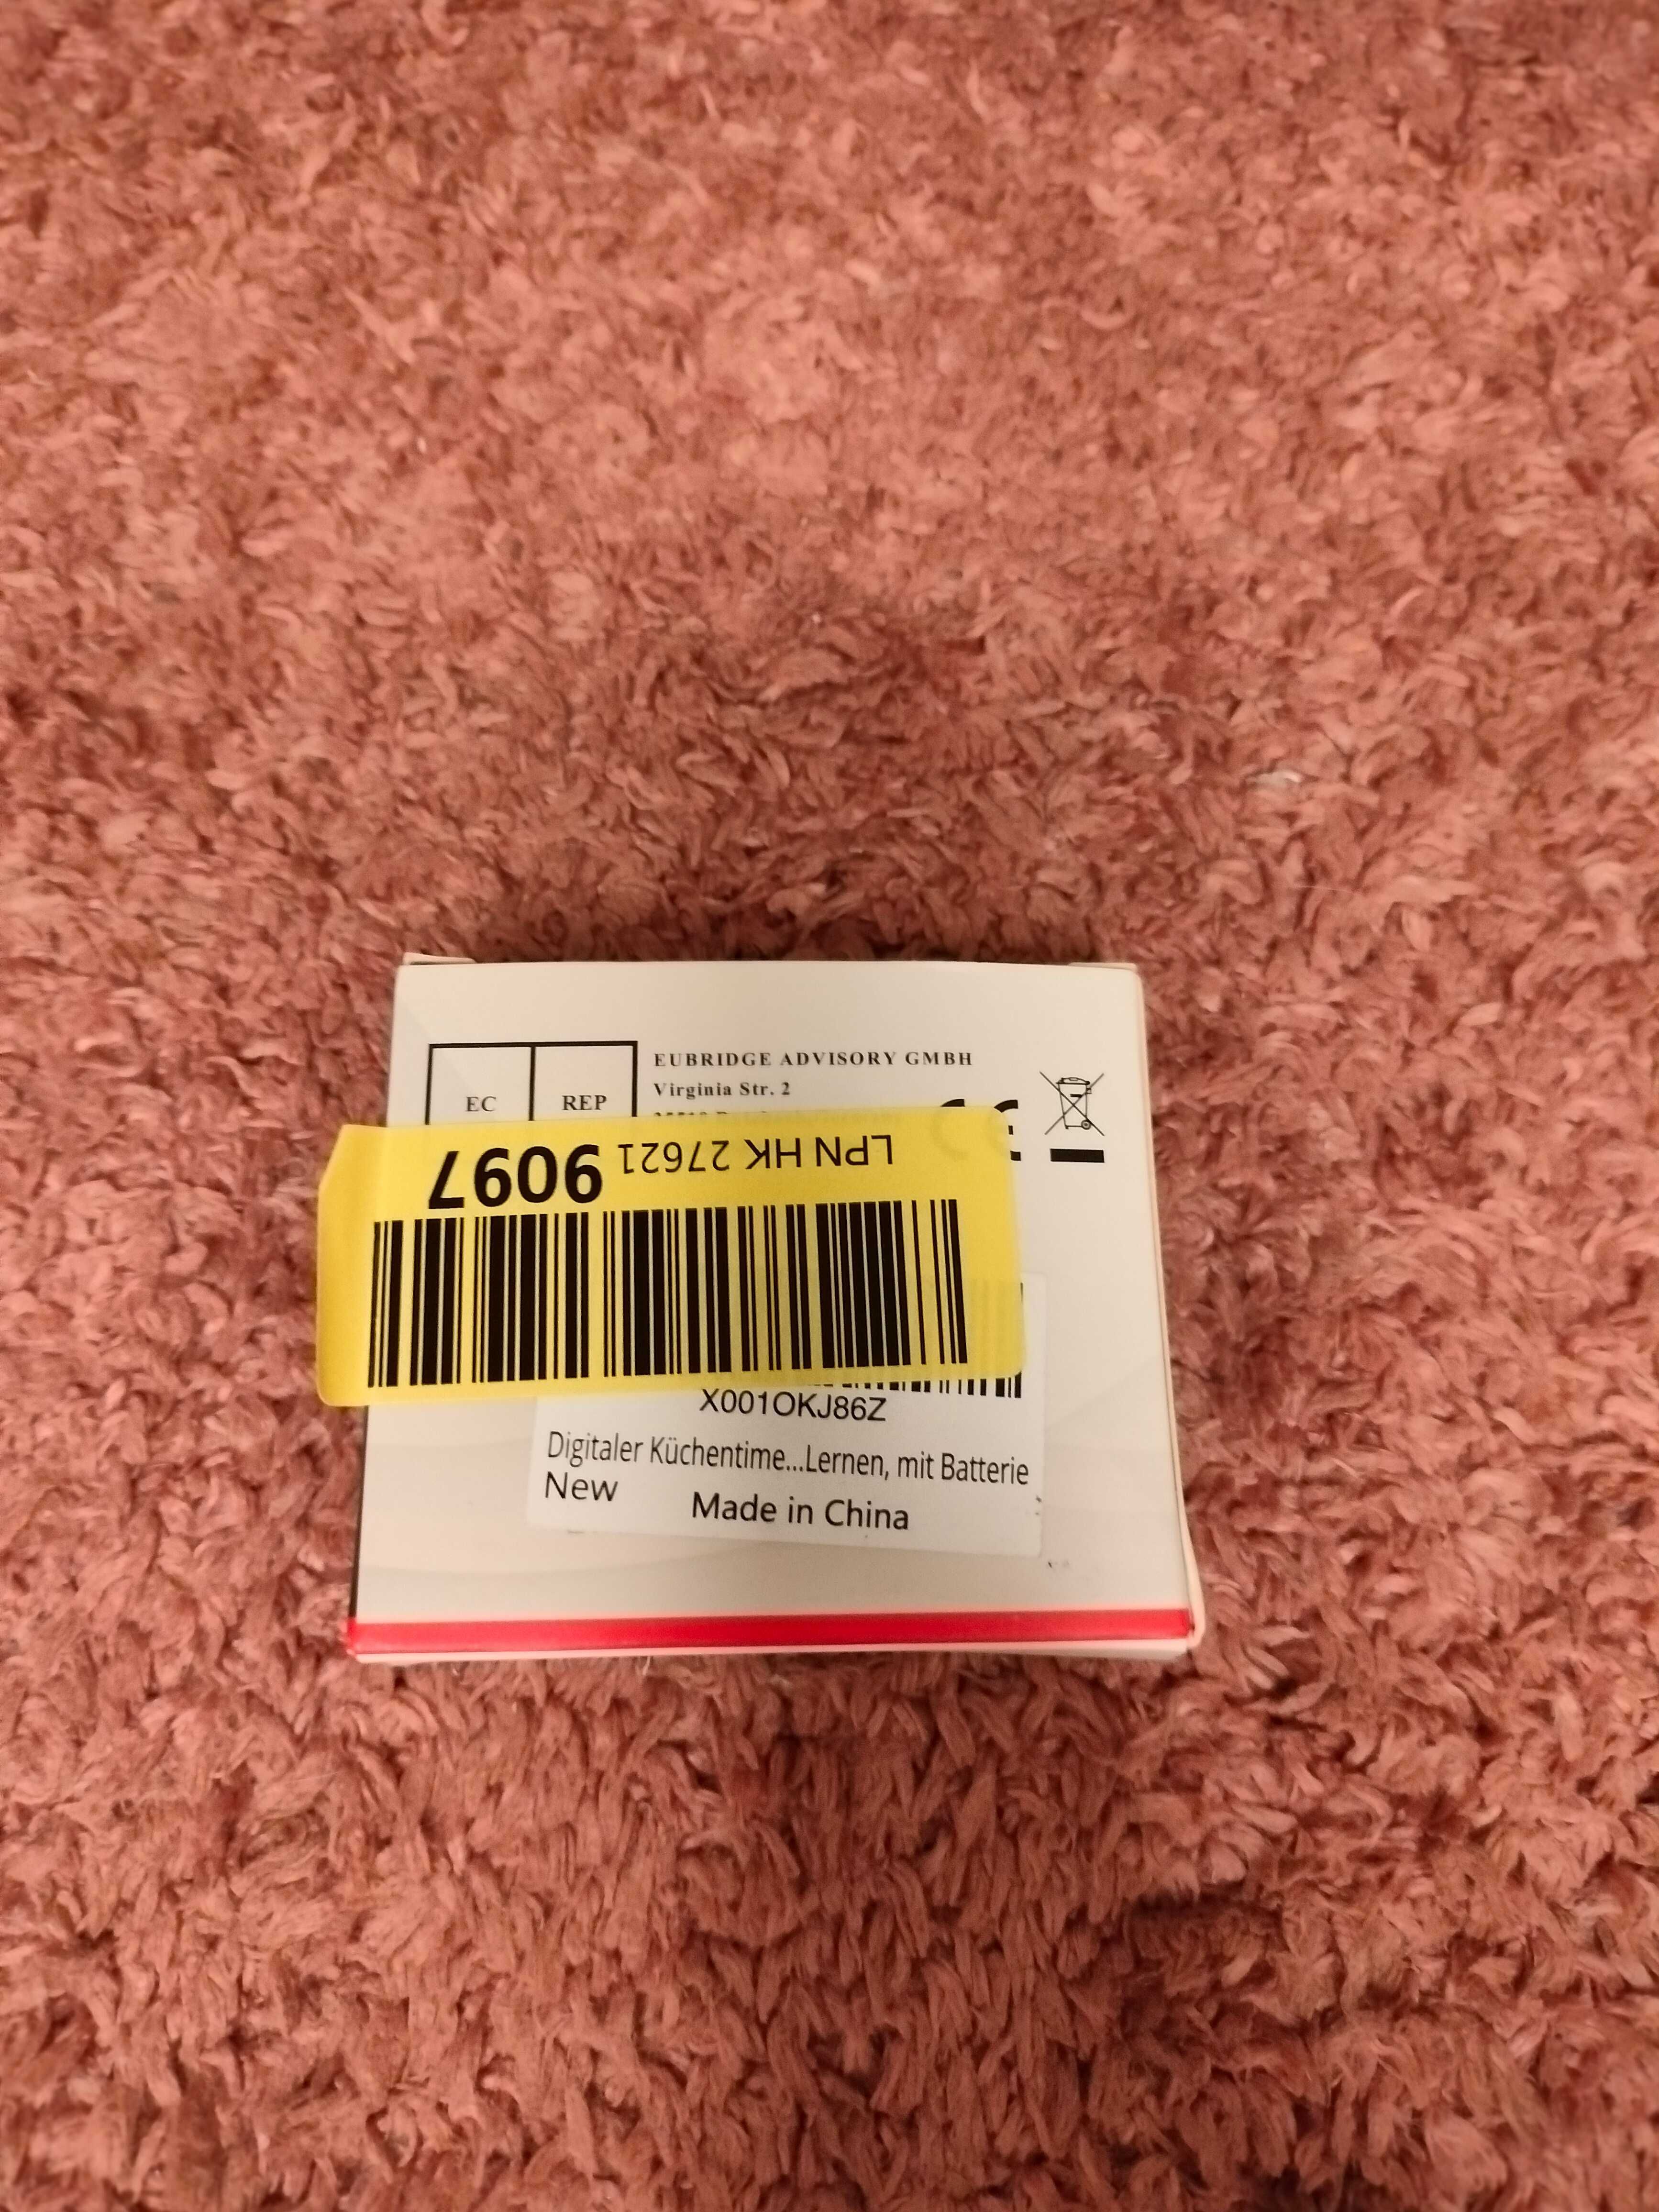 EC REP
EUBRIDGE ADVISORY GMBH
Virginia Str. 2
LPN HK 27621 9097
X001OKJ86Z
Digitaler Küchentime...Lernen, mit Batterie
New
Made in China